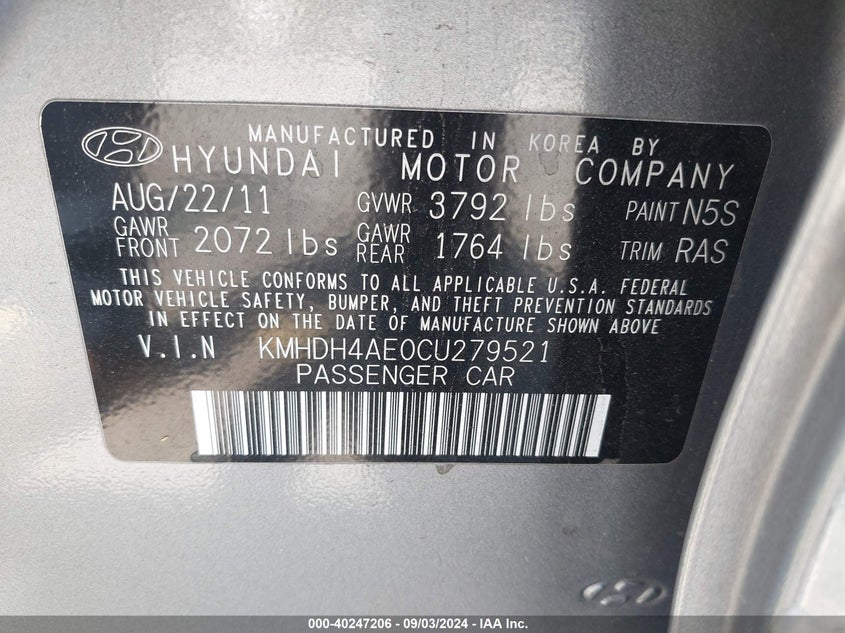 MANUFACTURED IN KOREA BY
HYUNDAI MOTOR COMPANY
AUG/22/11 GVWR 3792 lbs PAINT N5S
GAWR FRONT 2072 lbs GAWR REAR 1764 lbs TRIM RAS
THIS VEHICLE CONFORMS TO ALL APPLICABLE U.S.A. FEDERAL
MOTOR VEHICLE SAFETY, BUMPER, AND THEFT PREVENTION STANDARDS
IN EFFECT ON THE DATE OF MANUFACTURE SHOWN ABOVE
V.I.N KMHDH4AE0CU279521
PASSENGER CAR
000-40247206 - 09/03/2024 - IAA Inc.